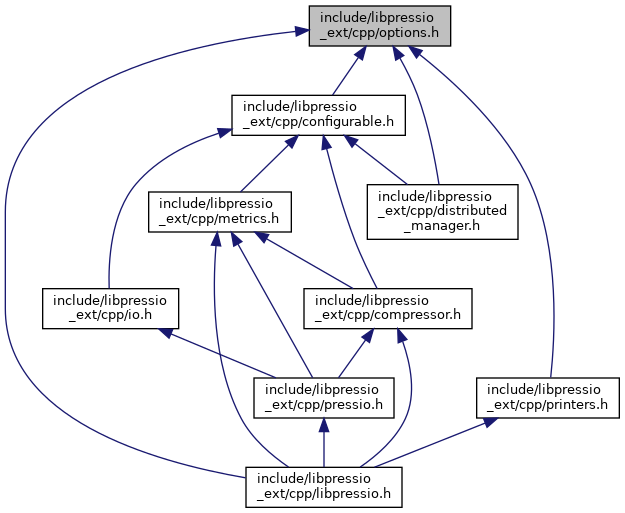 include/libpressio
_ext/cpp/options.h
include/libpressio
_ext/cpp/configurable.h
include/libpressio
_ext/cpp/distributed
_manager.h
include/libpressio
_ext/cpp/metrics.h
include/libpressio
_ext/cpp/io.h
include/libpressio
_ext/cpp/compressor.h
include/libpressio
_ext/cpp/pressio.h
include/libpressio
_ext/cpp/printers.h
include/libpressio
_ext/cpp/libpressio.h